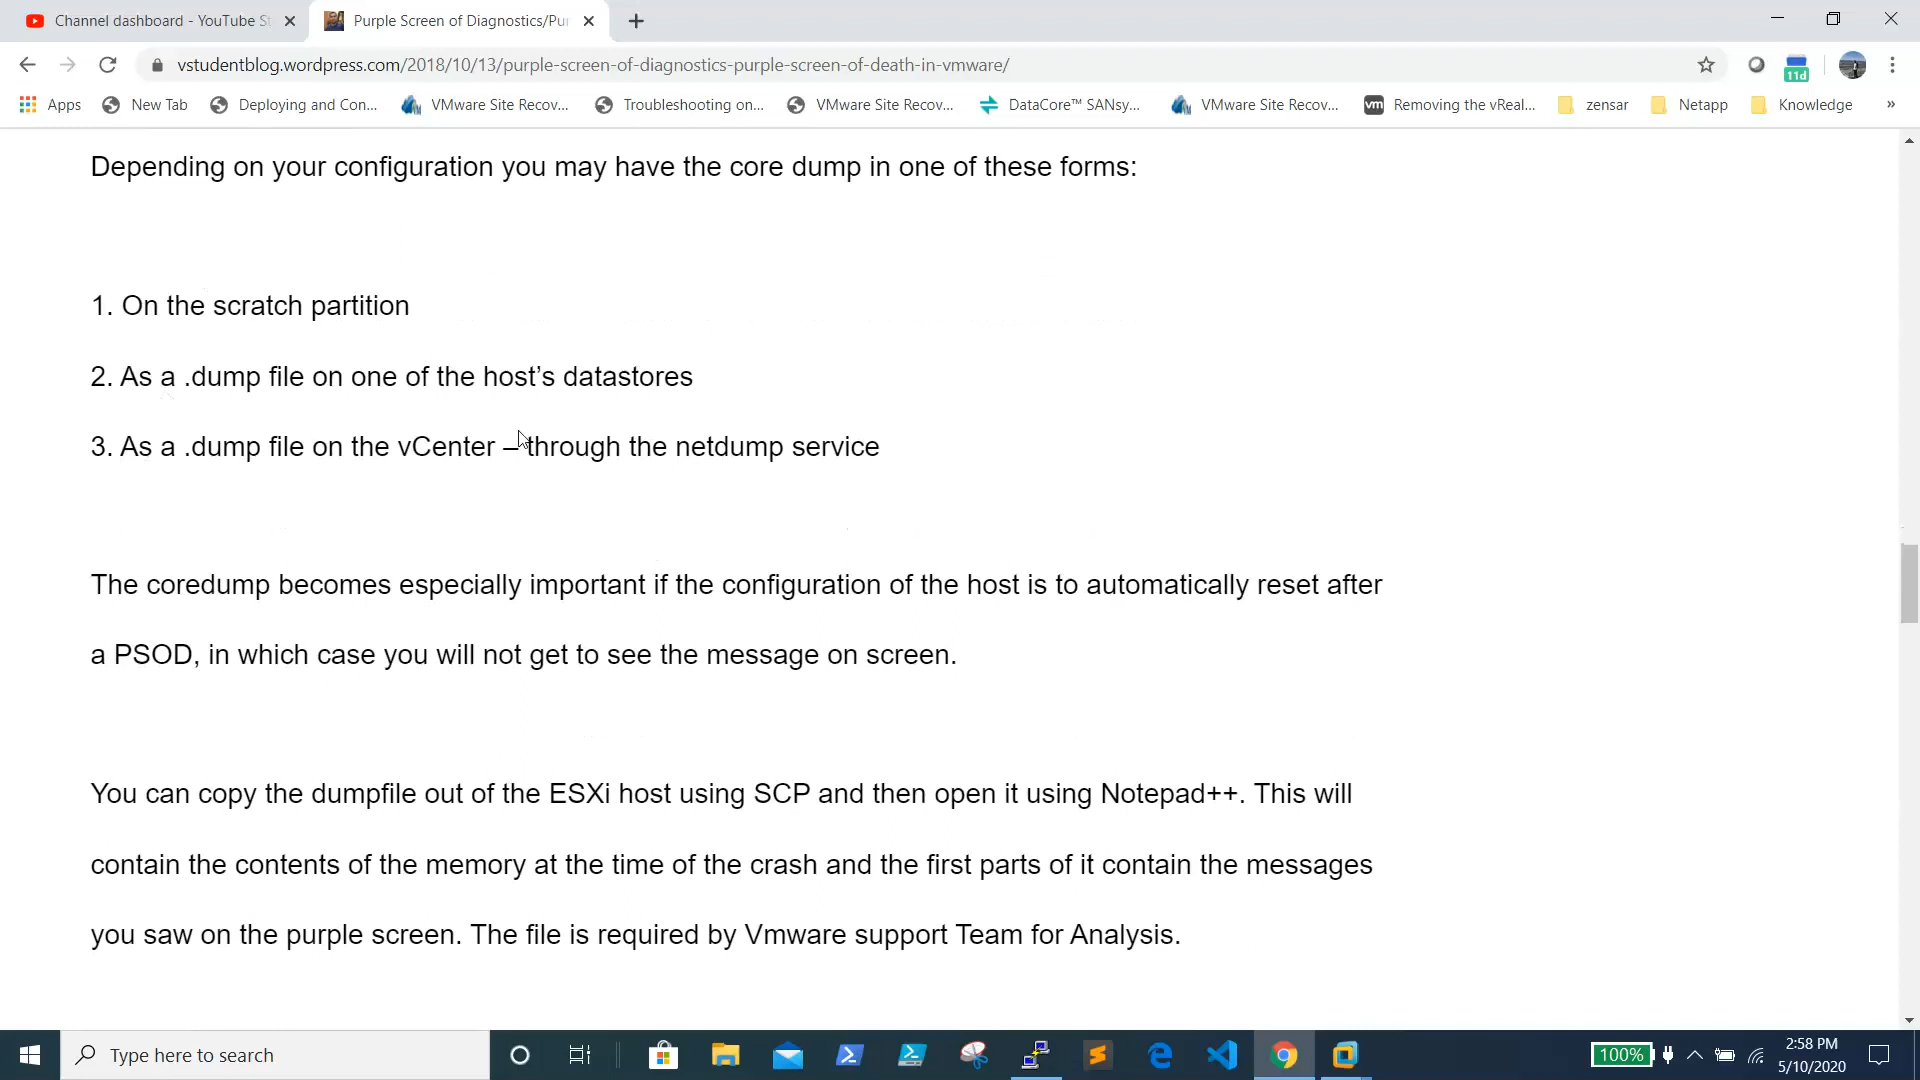 Channel dashboard - YouTube St
Purple Screen of Diagnostics/Pur
vstudentblog.wordpress.com/2018/10/13/purple-screen-of-diagnostics-purple-screen-of-death-in-vmware/
11d
Apps
New Tab
Deploying and Con...
VMware Site Recov...
Troubleshooting on...
VMware Site Recov...
DataCore™ SANsy...
VMware Site Recov...
vm
Removing the vReal...
zensar
Netapp
Knowledge
»
Depending on your configuration you may have the core dump in one of these forms:
1. On the scratch partition
2. As a .dump file on one of the host’s datastores
3. As a .dump file on the vCenter – through the netdump service
The coredump becomes especially important if the configuration of the host is to automatically reset after
a PSOD, in which case you will not get to see the message on screen.
You can copy the dumpfile out of the ESXi host using SCP and then open it using Notepad++. This will
contain the contents of the memory at the time of the crash and the first parts of it contain the messages
you saw on the purple screen. The file is required by Vmware support Team for Analysis.
Type here to search
100%
2:58 PM
5/10/2020